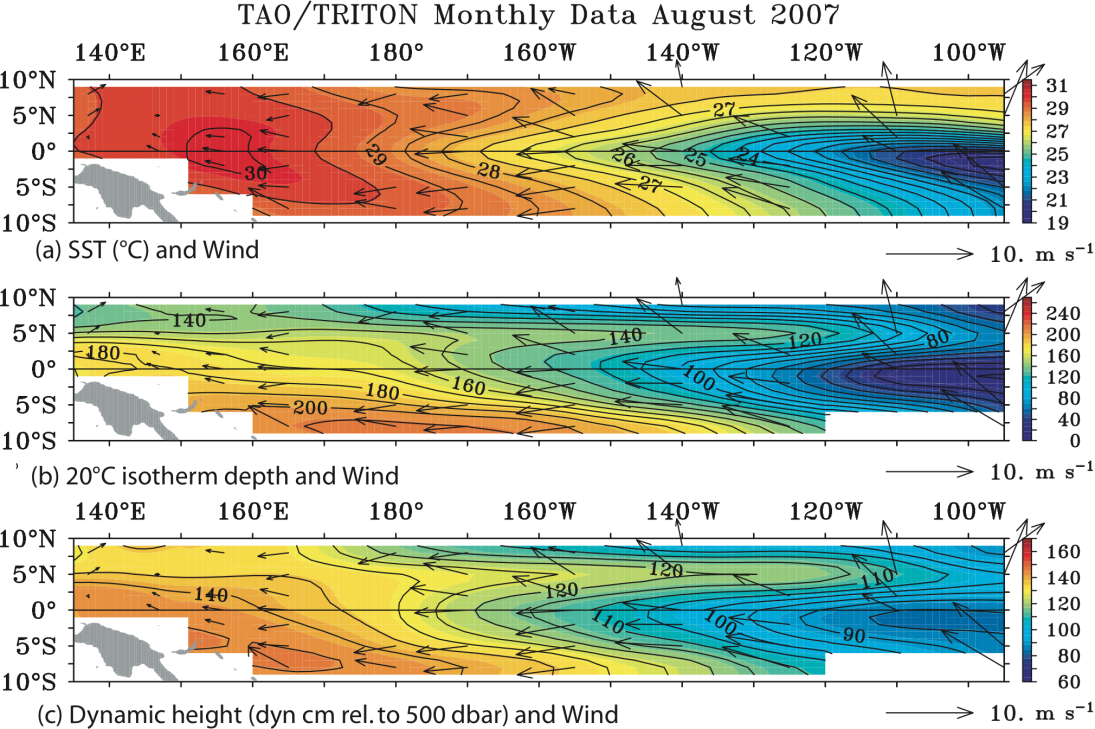 TAO/TRITON Monthly Data August 2007
140°E 160°E 180° 160°W 140°W 120°W 100°W
10°N 31
5°N 27 29
0° 29 28 26 25 24 27
30 27 25
5°S 23
21
10°S 19
(a) SST (°C) and Wind 10. m s⁻¹
10°N 240
5°N 140 140 120 80 200
0° 180 160
180 160 100 120
5°S 200 80
40
10°S 0
(b) 20°C isotherm depth and Wind 10. m s⁻¹
140°E 160°E 180° 160°W 140°W 120°W 100°W
10°N 160
5°N 120 110 140
140 120 120
0° 110 100 90 100
5°S 80
10°S 60
(c) Dynamic height (dyn cm rel. to 500 dbar) and Wind 10. m s⁻¹